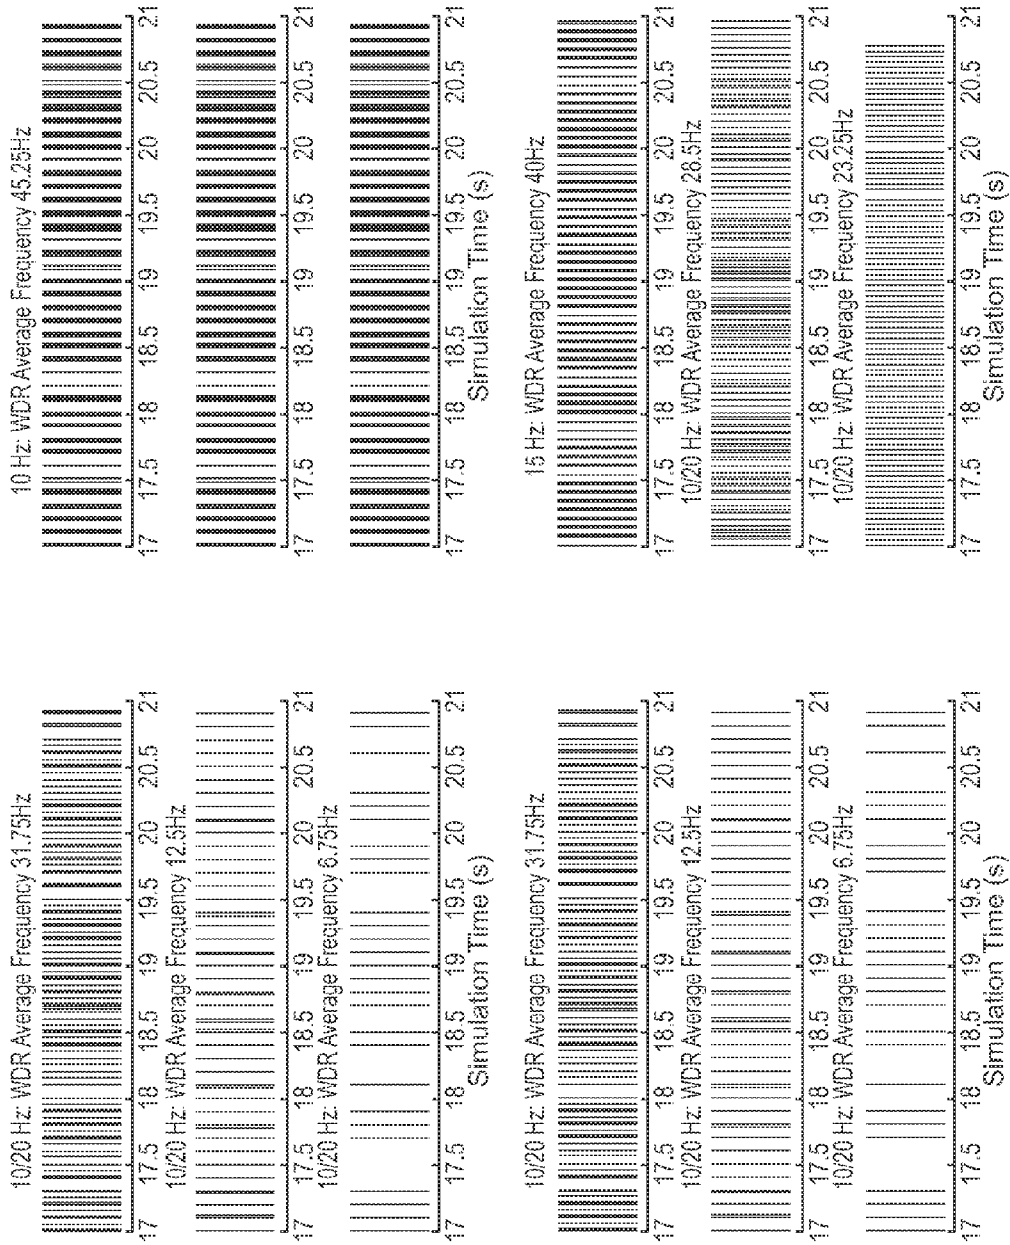 10/20 Hz: WDR Average Frequency 31.75Hz
17 17.5 18 18.5 19 19.5 20 20.5 21
10/20 Hz: WDR Average Frequency 12.5Hz
17 17.5 18 18.5 19 19.5 20 20.5 21
10/20 Hz: WDR Average Frequency 6.75Hz
17 17.5 18 18.5 19 19.5 20 20.5 21
Simulation Time (s)
10 Hz: WDR Average Frequency 45.25Hz
17 17.5 18 18.5 19 19.5 20 20.5 21
17 17.5 18 18.5 19 19.5 20 20.5 21
17 17.5 18 18.5 19 19.5 20 20.5 21
Simulation Time (s)
10/20 Hz: WDR Average Frequency 31.75Hz
17 17.5 18 18.5 19 19.5 20 20.5 21
10/20 Hz: WDR Average Frequency 12.5Hz
17 17.5 18 18.5 19 19.5 20 20.5 21
10/20 Hz: WDR Average Frequency 6.75Hz
17 17.5 18 18.5 19 19.5 20 20.5 21
Simulation Time (s)
15 Hz: WDR Average Frequency 40Hz
17 17.5 18 18.5 19 19.5 20 20.5 21
10/20 Hz: WDR Average Frequency 28.5Hz
17 17.5 18 18.5 19 19.5 20 20.5 21
10/20 Hz: WDR Average Frequency 23.25Hz
17 17.5 18 18.5 19 19.5 20 20.5 21
Simulation Time (s)